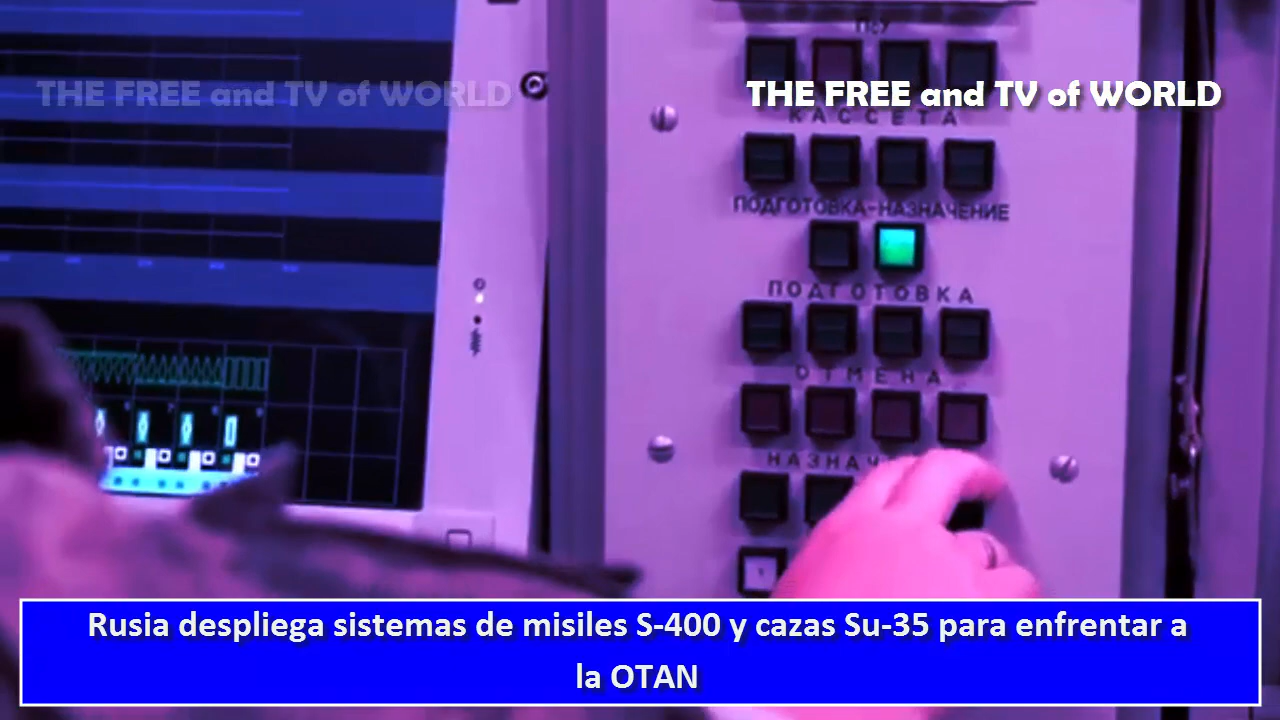 THE FREE and TV of WORLD
THE FREE and TV of WORLD
КАССЕТА
ПОДГОТОВКА-НАЗНАЧЕНИЕ
ПОДГОТОВКА
ОТМЕНА
Rusia despliega sistemas de misiles S-400 y cazas Su-35 para enfrentar a
la OTAN